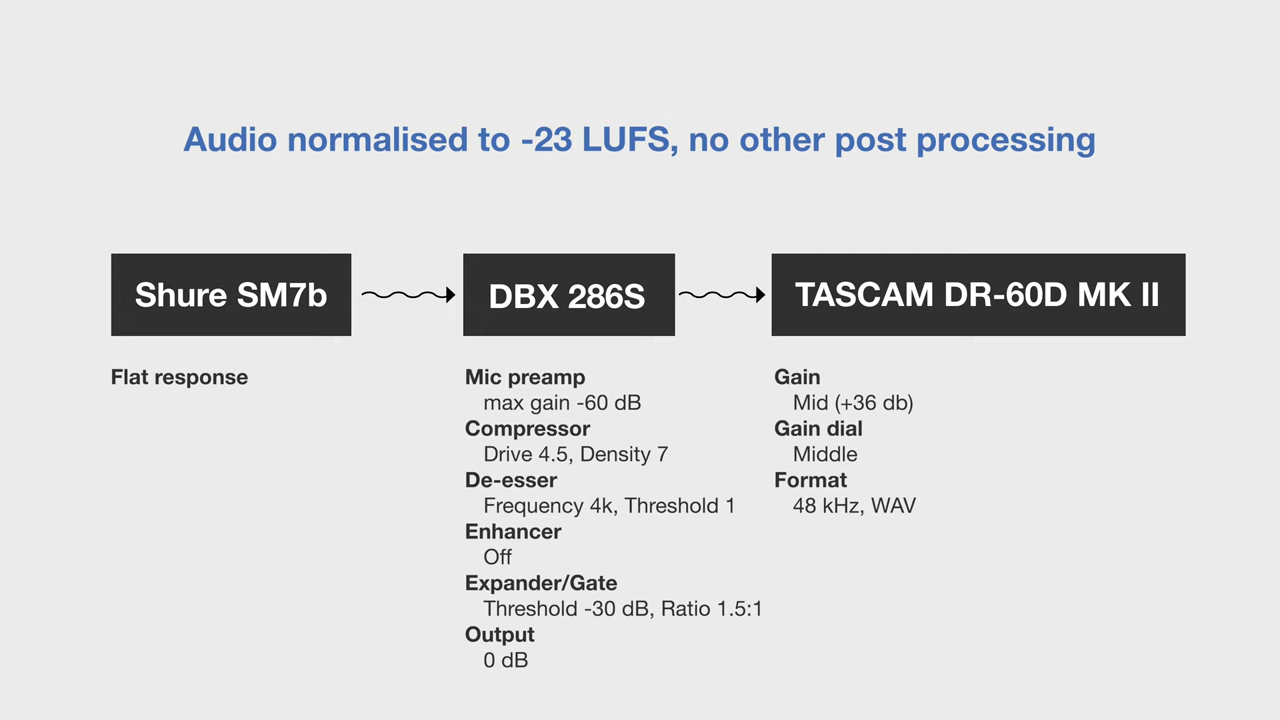 Audio normalised to -23 LUFS, no other post processing
Shure SM7b
DBX 286S
TASCAM DR-60D MK II
Flat response
Mic preamp
max gain -60 dB
Compressor
Drive 4.5, Density 7
De-esser
Frequency 4k, Threshold 1
Enhancer
Off
Expander/Gate
Threshold -30 dB, Ratio 1.5:1
Output
0 dB
Gain
Mid (+36 db)
Gain dial
Middle
Format
48 kHz, WAV